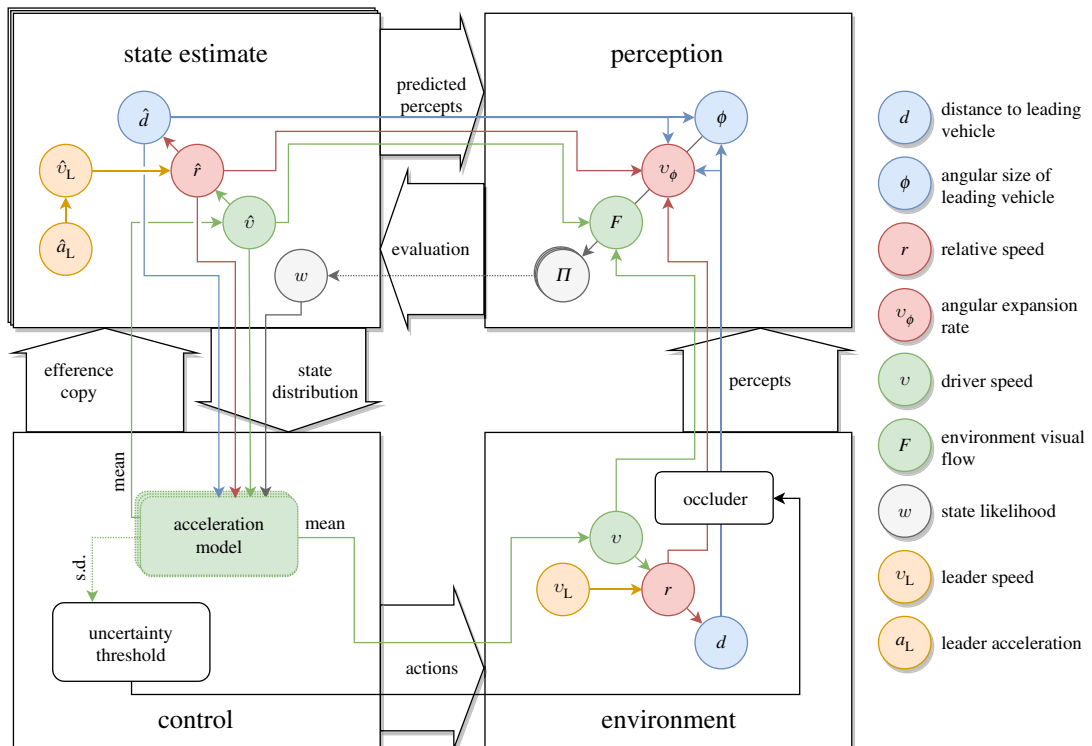 state estimate
perception
predicted
percepts
d̂
ϕ
v̂L
r̂
υϕ
v̂
F
âL
w
evaluation
Π
efference
copy
state
distribution
percepts
mean
acceleration
model
mean
s.d.
uncertainty
threshold
actions
control
occluder
υ
υL
r
d
environment
d distance to leading
vehicle
ϕ angular size of
leading vehicle
r relative speed
υϕ angular expansion
rate
υ driver speed
F environment visual
flow
w state likelihood
υL leader speed
aL leader acceleration